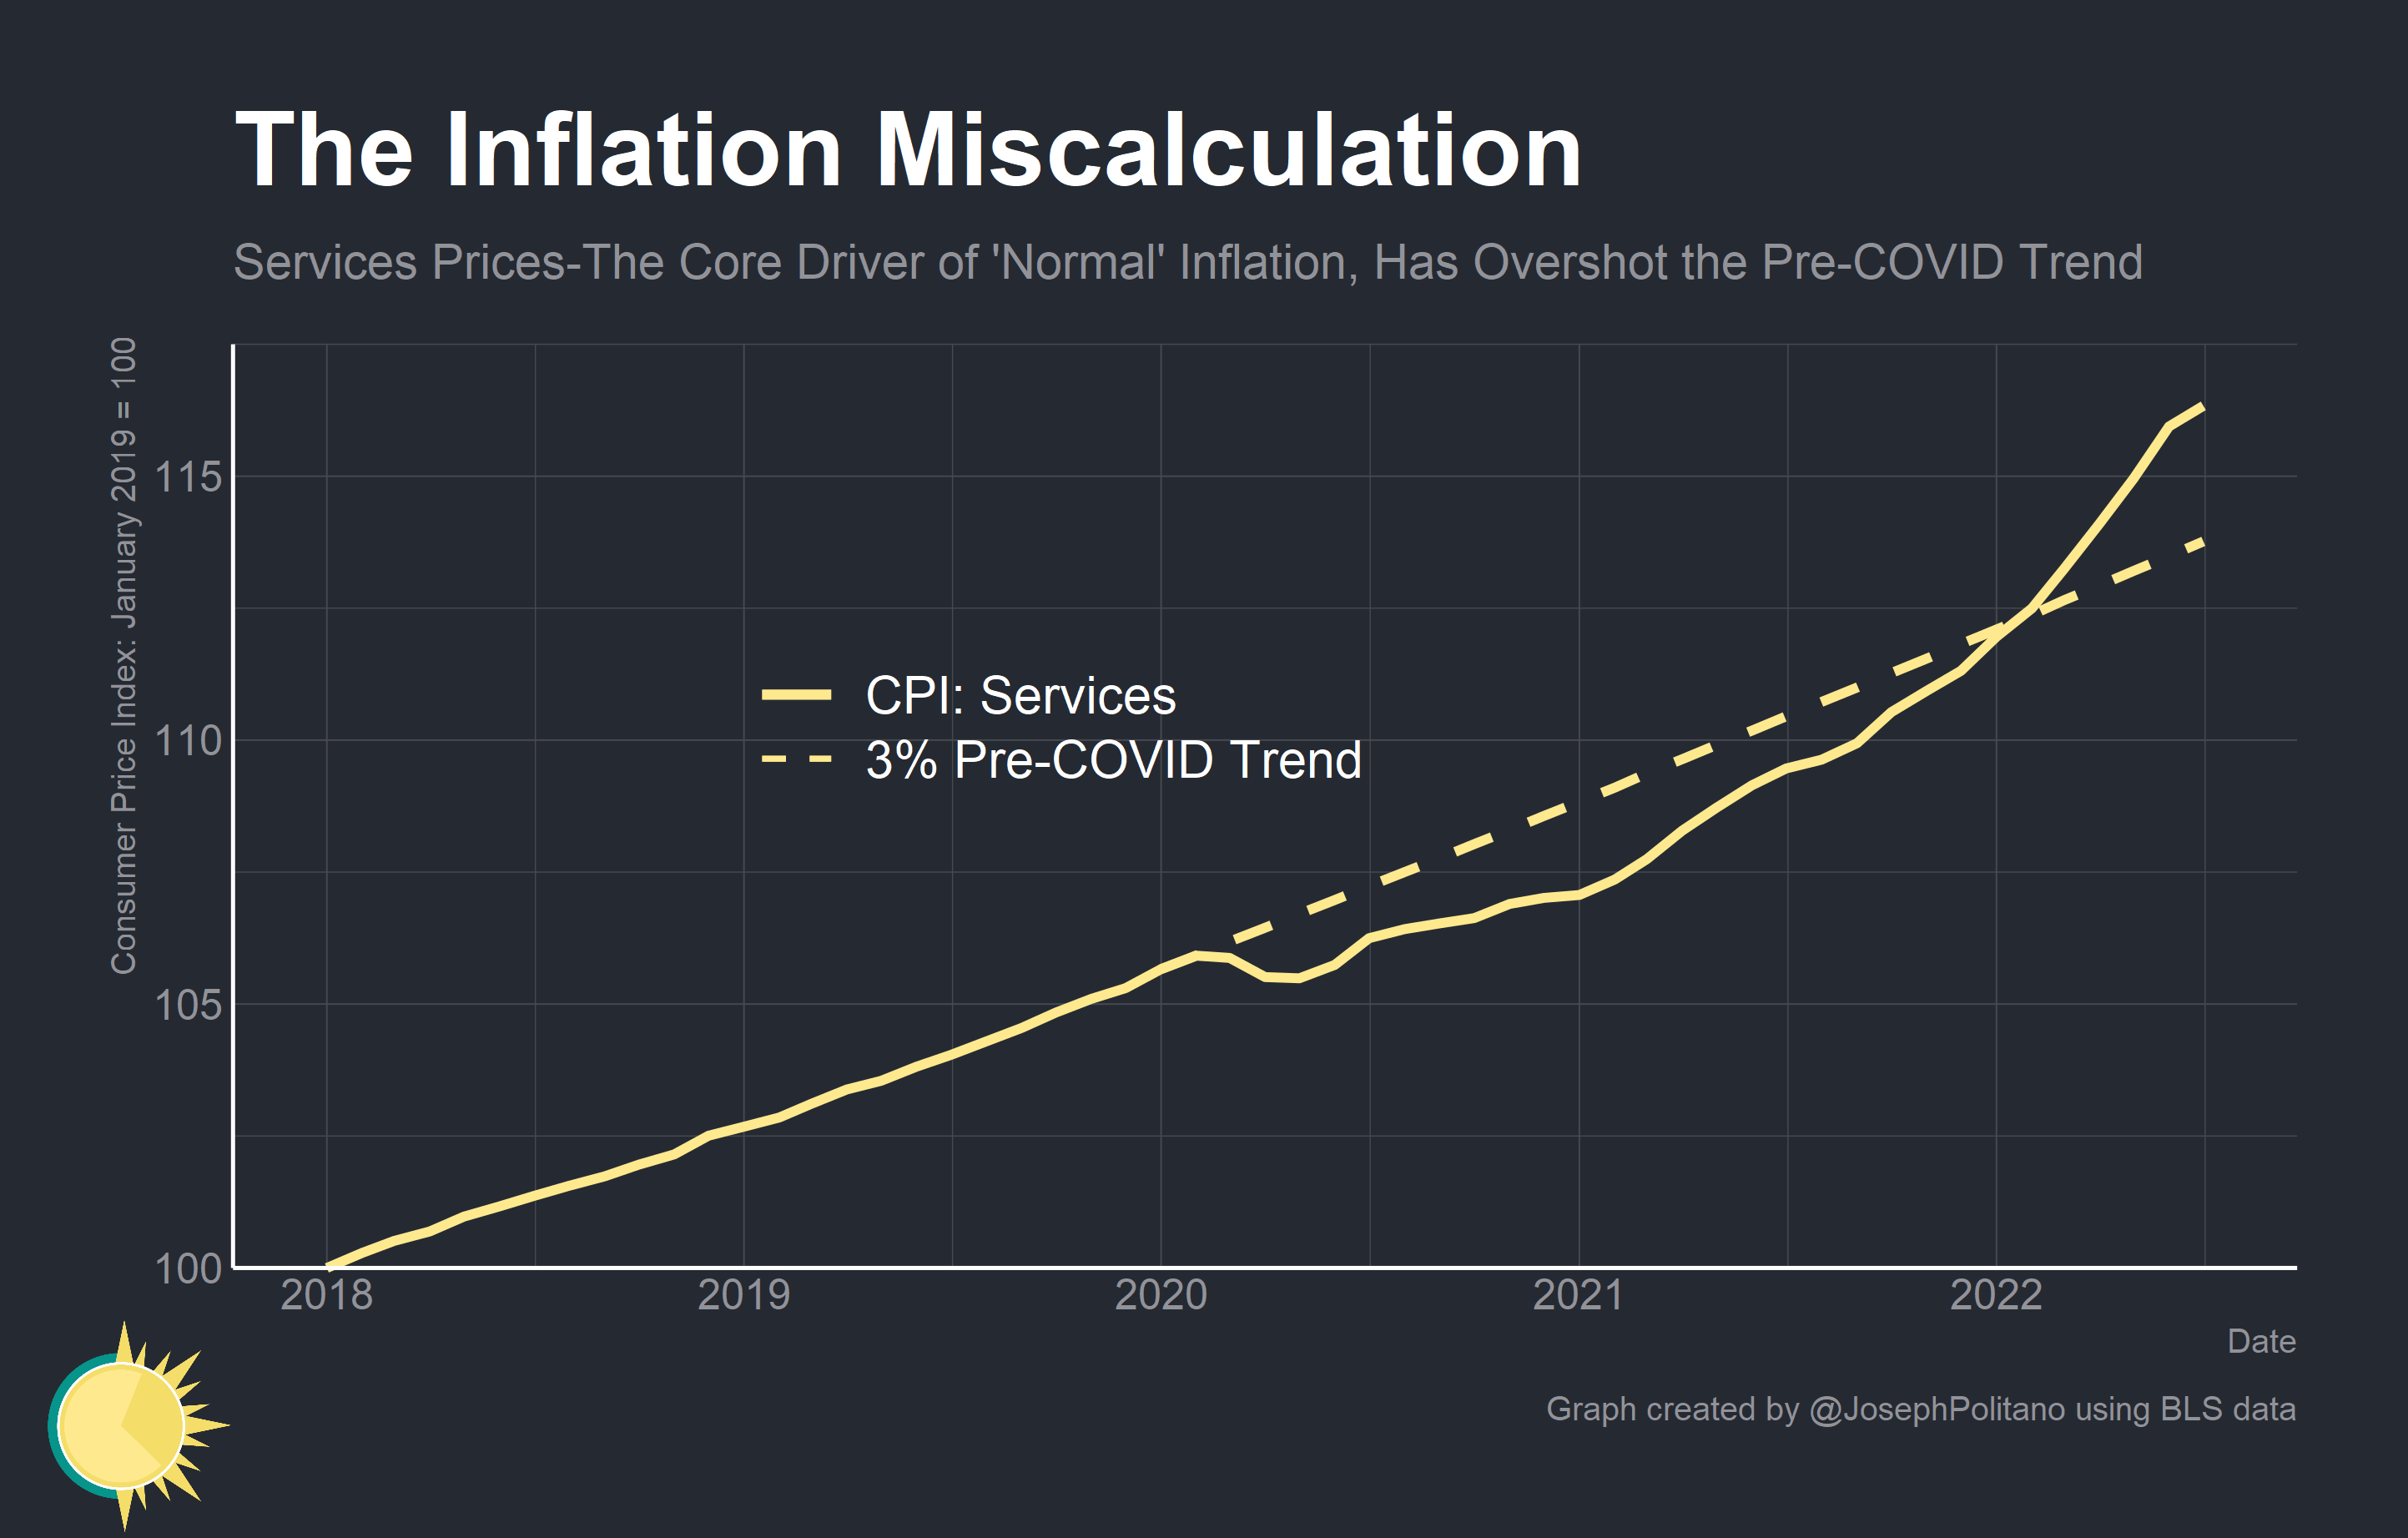 The Inflation Miscalculation
Services Prices-The Core Driver of 'Normal' Inflation, Has Overshot the Pre-COVID Trend
Consumer Price Index: January 2019 = 100
115
110
105
100
CPI: Services
3% Pre-COVID Trend
2018 2019 2020 2021 2022
Date
Graph created by @JosephPolitano using BLS data